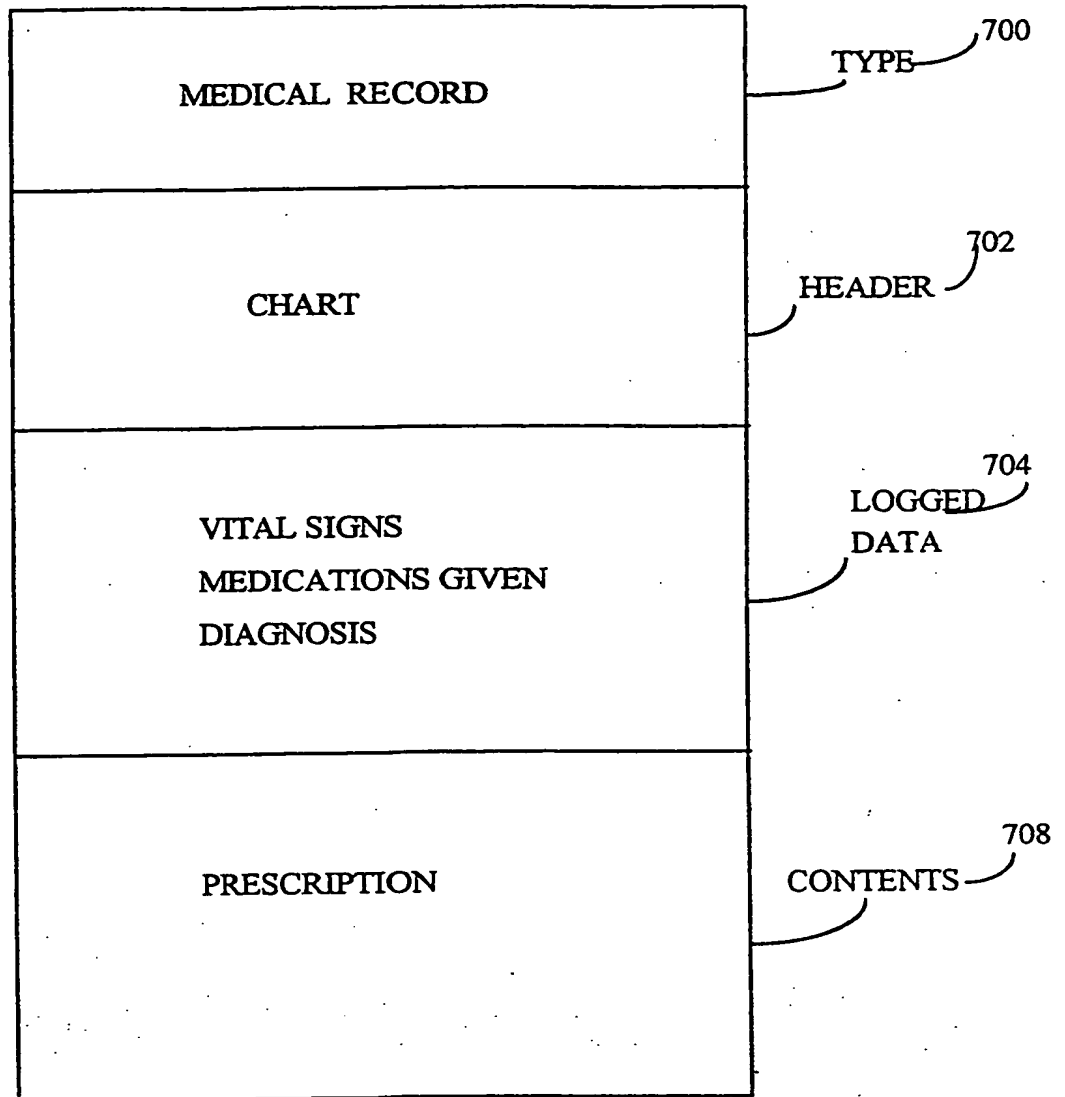 MEDICAL RECORD
TYPE 700
CHART
HEADER 702
VITAL SIGNS
MEDICATIONS GIVEN
DIAGNOSIS
704
LOGGED
DATA
PRESCRIPTION
708
CONTENTS